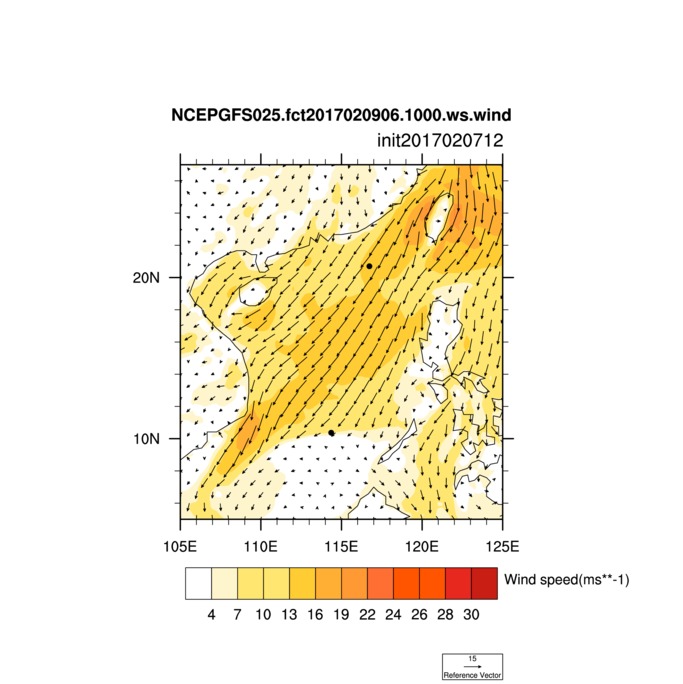 NCEPGFS025.fct2017020906.1000.ws.wind
init2017020712
20N
10N
105E 110E 115E 120E 125E
4 7 10 13 16 19 22 24 26 28 30
Wind speed(ms**-1)
15
Reference Vector